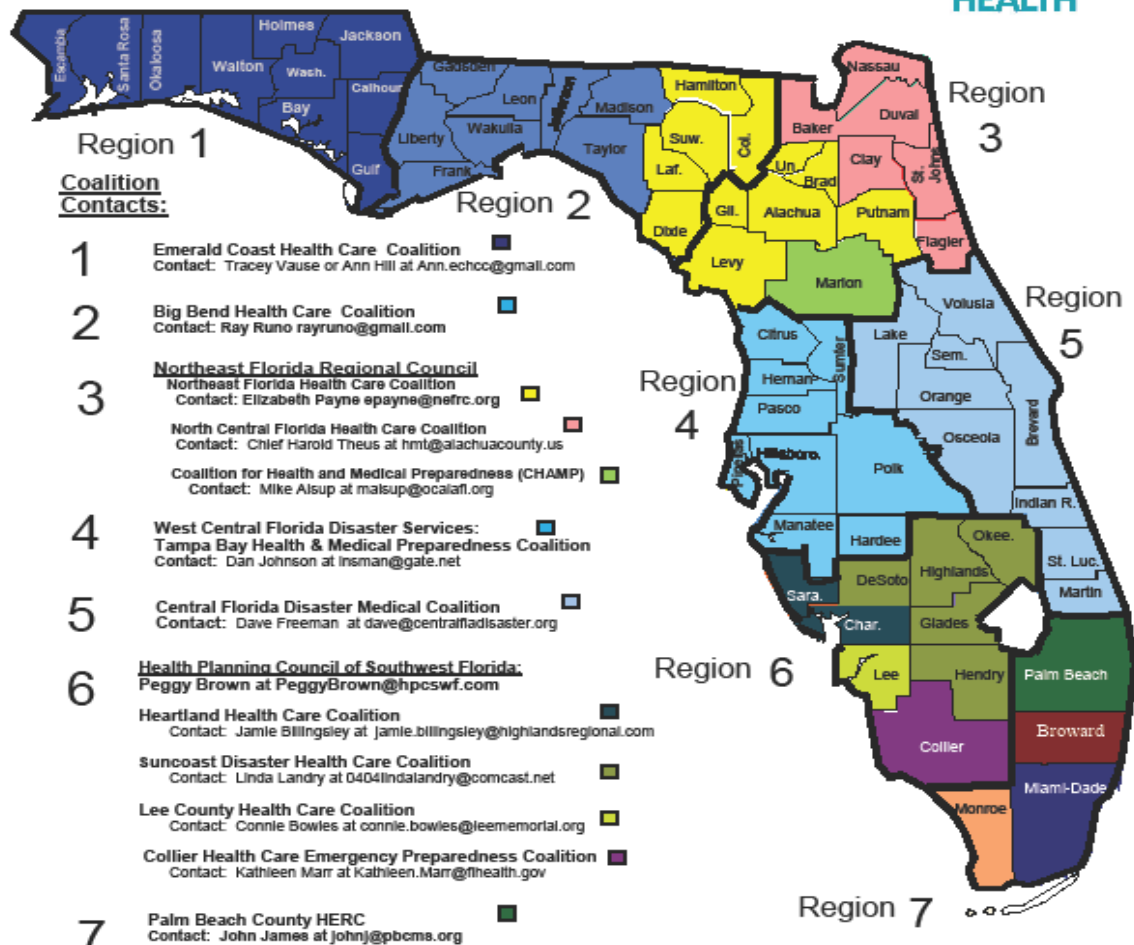 HEALTH
Holmes
Jackson
Escambia
Santa Rosa
Okaloosa
Walton
Wash.
Bay
Calhour
Gulf
Region 1
Gadsden
Leon
Madison
Liberty
Wakulla
Taylor
Frank
Region 2
Hamilton
Suw.
Col.
Laf.
Dixie
Nassau
Duval
Baker
Clay
St. Johns
Flagler
Region 3
Un.
Brad
Gil.
Alachua
Putnam
Levy
Marion
Volusia
Lake
Sem.
Orange
Brevard
Osceola
Indian R.
St. Luc.
Martin
Region 5
Citrus
Sumter
Hernan
Pasco
Hillsboro.
Polk
Manatee
Hardee
Region 4
Okee.
Highlands
DeSoto
Sara.
Char.
Glades
Lee
Hendry
Collier
Region 6
Palm Beach
Broward
Miami-Dade
Monroe
Region 7
Coalition
Contacts:
1
Emerald Coast Health Care Coalition
Contact: Tracey Vause or Ann Hill at Ann.echcc@gmail.com
2
Big Bend Health Care Coalition
Contact: Ray Runo rayruno@gmail.com
3
Northeast Florida Regional Council
Northeast Florida Health Care Coalition
Contact: Elizabeth Payne epayne@nefrc.org
North Central Florida Health Care Coalition
Contact: Chief Harold Theus at hmt@alachuacounty.us
Coalition for Health and Medical Preparedness (CHAMP)
Contact: Mike Alsup at malsup@ocalafl.org
4
West Central Florida Disaster Services:
Tampa Bay Health & Medical Preparedness Coalition
Contact: Dan Johnson at insman@gate.net
5
Central Florida Disaster Medical Coalition
Contact: Dave Freeman at dave@centralfladisaster.org
6
Health Planning Council of Southwest Florida:
Peggy Brown at PeggyBrown@hpcswf.com
Heartland Health Care Coalition
Contact: Jamie Billingsley at jamie.billingsley@highlandsregional.com
Suncoast Disaster Health Care Coalition
Contact: Linda Landry at 0404lindalandry@comcast.net
Lee County Health Care Coalition
Contact: Connie Bowles at connie.bowles@leememorial.org
Collier Health Care Emergency Preparedness Coalition
Contact: Kathleen Marr at Kathleen.Marr@flhealth.gov
7
Palm Beach County HERC
Contact: John James at johnj@pbcms.org